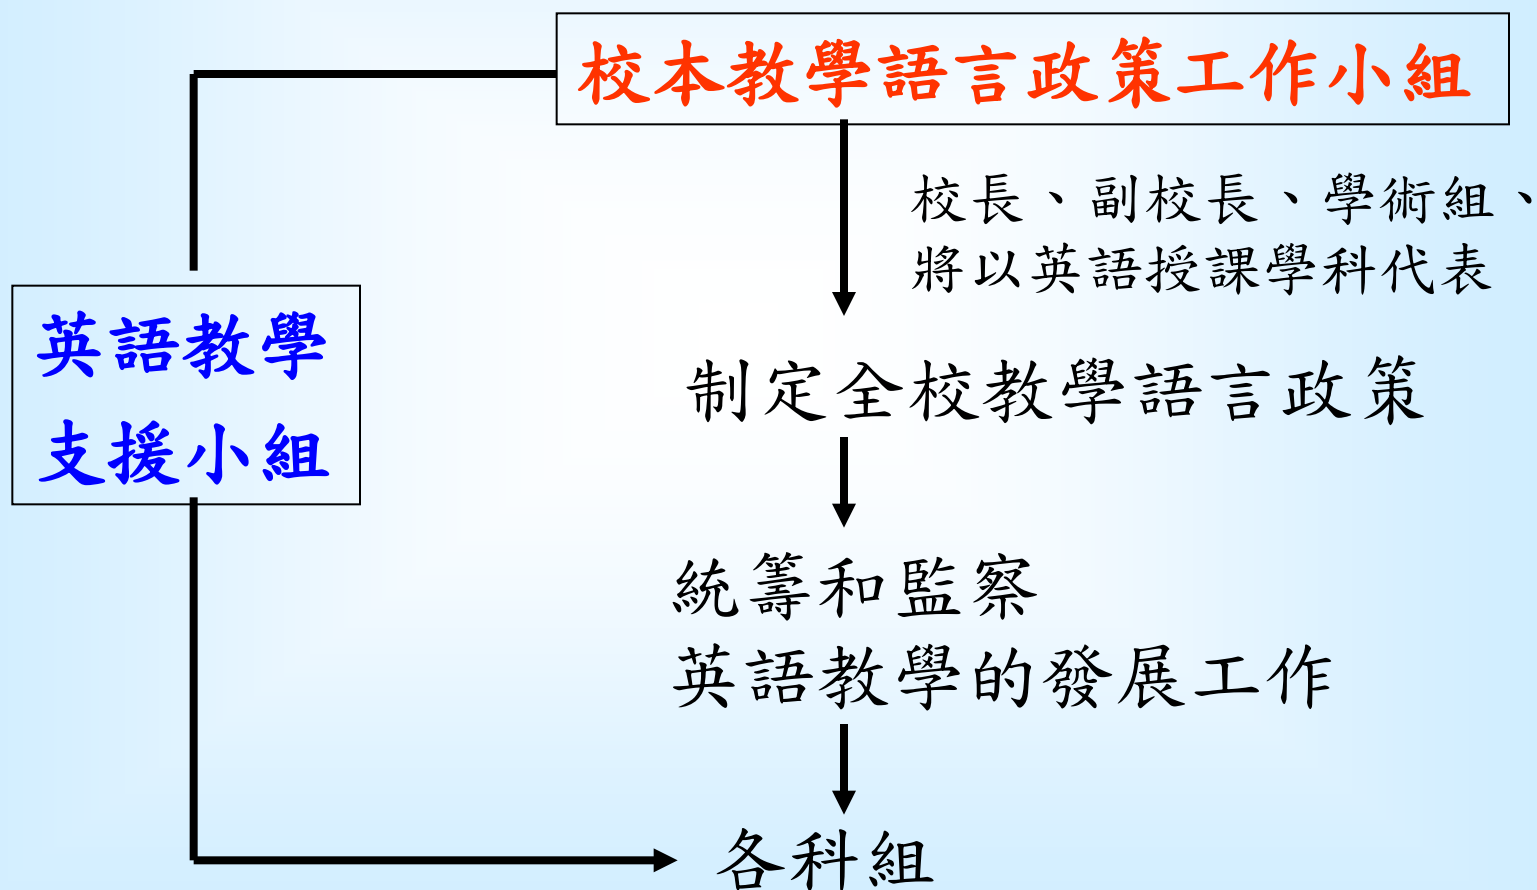 校本教學語言政策工作小組
校長、副校長、學術組、
將以英語授課學科代表
英語教學
支援小組
制定全校教學語言政策
統籌和監察
英語教學的發展工作
各科組